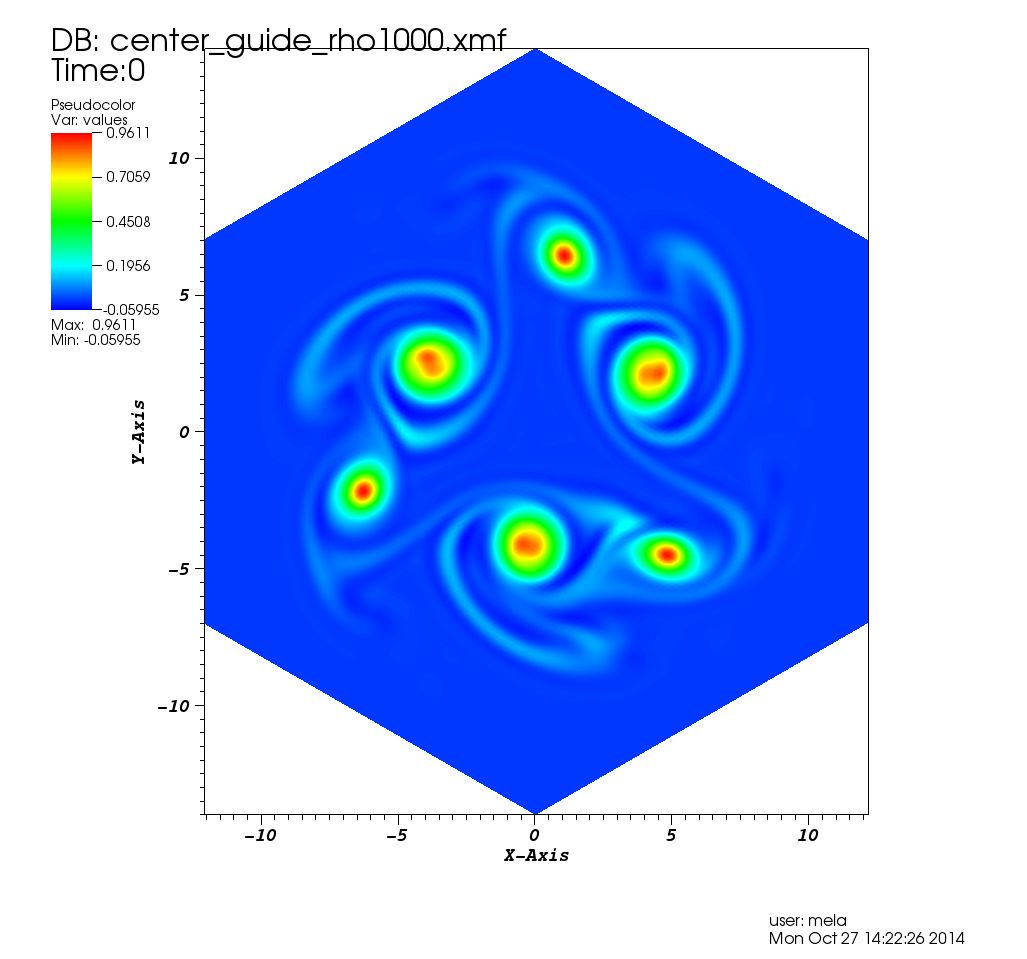 DB: center_guide_rho1000.xmf
Time:0
Pseudocolor
Var: values
0.9611
0.7059
0.4508
0.1956
-0.05955
Max: 0.9611
Min: -0.05955
10
5
0
-5
-10
Y-Axis
-10 -5 0 5 10
X-Axis
user: mela
Mon Oct 27 14:22:26 2014